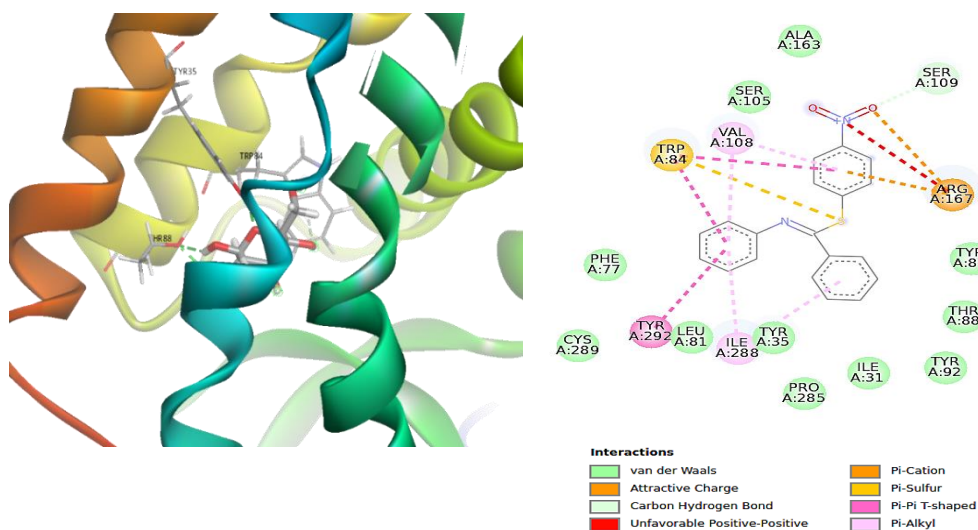 TYR35
TRP84
HR88
ALA
A:163
SER
A:109
SER
A:105
VAL
A:108
O
+N
O
TRP
A:84
ARG
A:167
N
PHE
A:77
TYR
A:8
THR
A:88
TYR
A:292
LEU
A:81
ILE
A:288
TYR
A:35
CYS
A:289
ILE
A:31
TYR
A:92
PRO
A:285
Interactions
van der Waals
Attractive Charge
Carbon Hydrogen Bond
Unfavorable Positive-Positive
Pi-Cation
Pi-Sulfur
Pi-Pi T-shaped
Pi-Alkyl